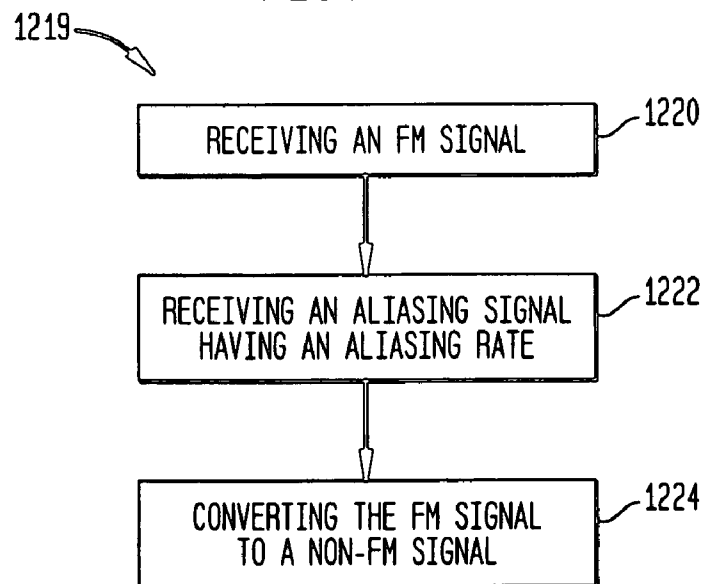 1219
RECEIVING AN FM SIGNAL
1220
RECEIVING AN ALIASING SIGNAL
HAVING AN ALIASING RATE
1222
CONVERTING THE FM SIGNAL
TO A NON-FM SIGNAL
1224